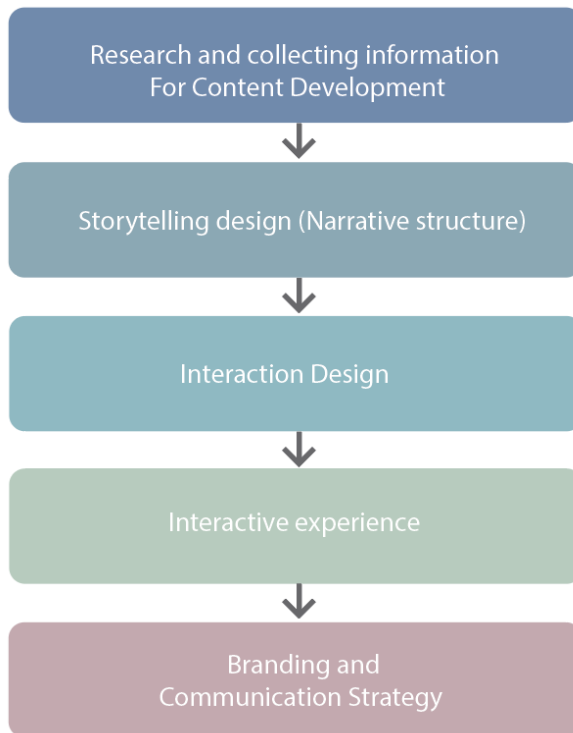 Research and collecting information
For Content Development
Storytelling design (Narrative structure)
Interaction Design
Interactive experience
Branding and
Communication Strategy